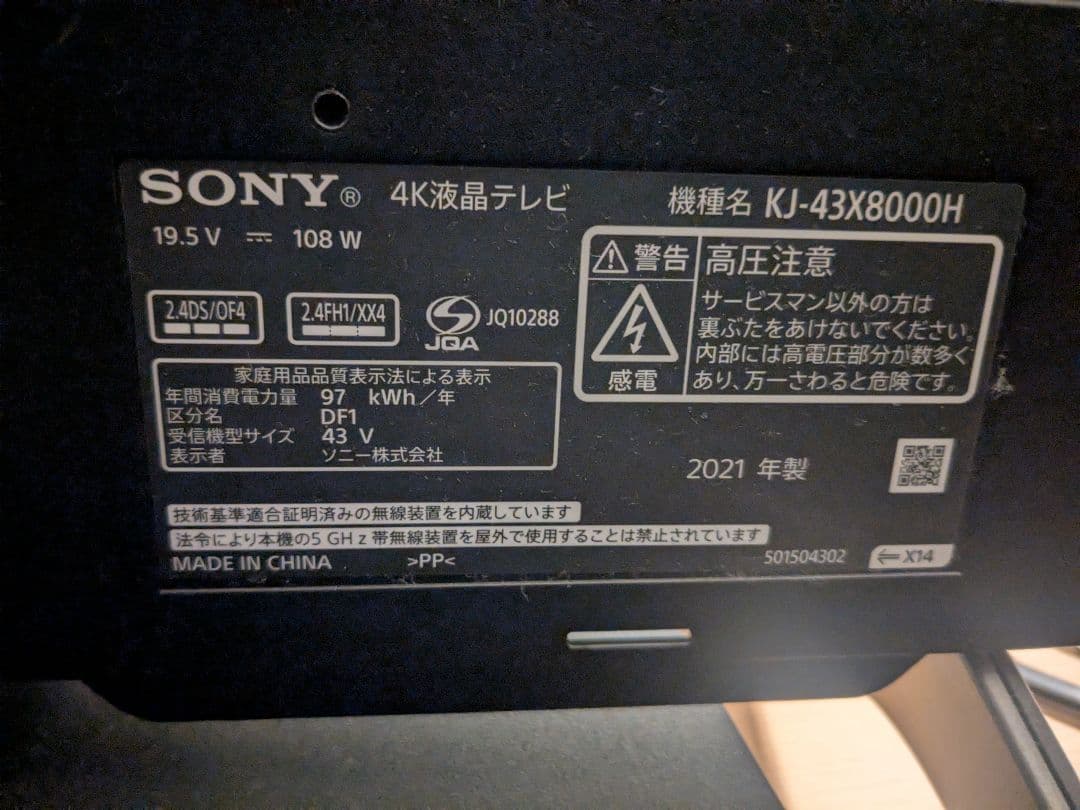 SONY® 4K液晶テレビ 機種名 KJ-43X8000H
19.5 V ⎓ 108 W
2.4DS/OF4 2.4FH1/XX4 JQA JQ10288
警告 高圧注意
感電
サービスマン以外の方は
裏ぶたをあけないでください。
内部には高電圧部分が数多く
あり、万一さわると危険です。
家庭用品品質表示法による表示
年間消費電力量 97 kWh/年
区分名 DF1
受信機型サイズ 43 V
表示者 ソニー株式会社
2021 年製
技術基準適合証明済みの無線装置を内蔵しています
法令により本機の5 GHz帯無線装置を屋外で使用することは禁止されています
MADE IN CHINA >PP< 501504302 ⇐X14